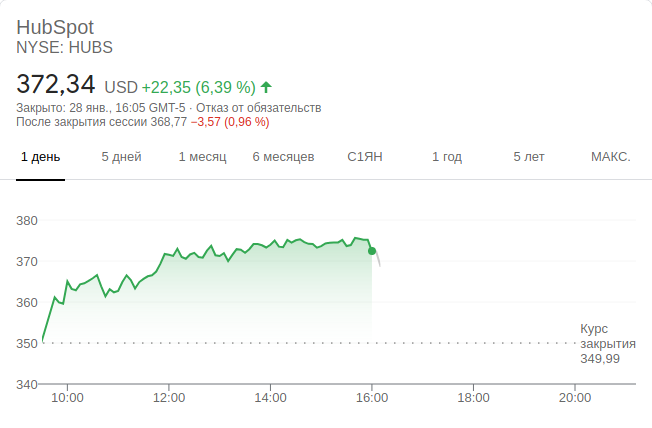 HubSpot
NYSE: HUBS
372,34 USD +22,35 (6,39 %)
Закрыто: 28 янв., 16:05 GMT-5 · Отказ от обязательств
После закрытия сессии 368,77 −3,57 (0,96 %)
1 день 5 дней 1 месяц 6 месяцев С1ЯН 1 год 5 лет МАКС.
380
370
360
Курс
350 закрытия
349,99
340
10:00 12:00 14:00 16:00 18:00 20:00